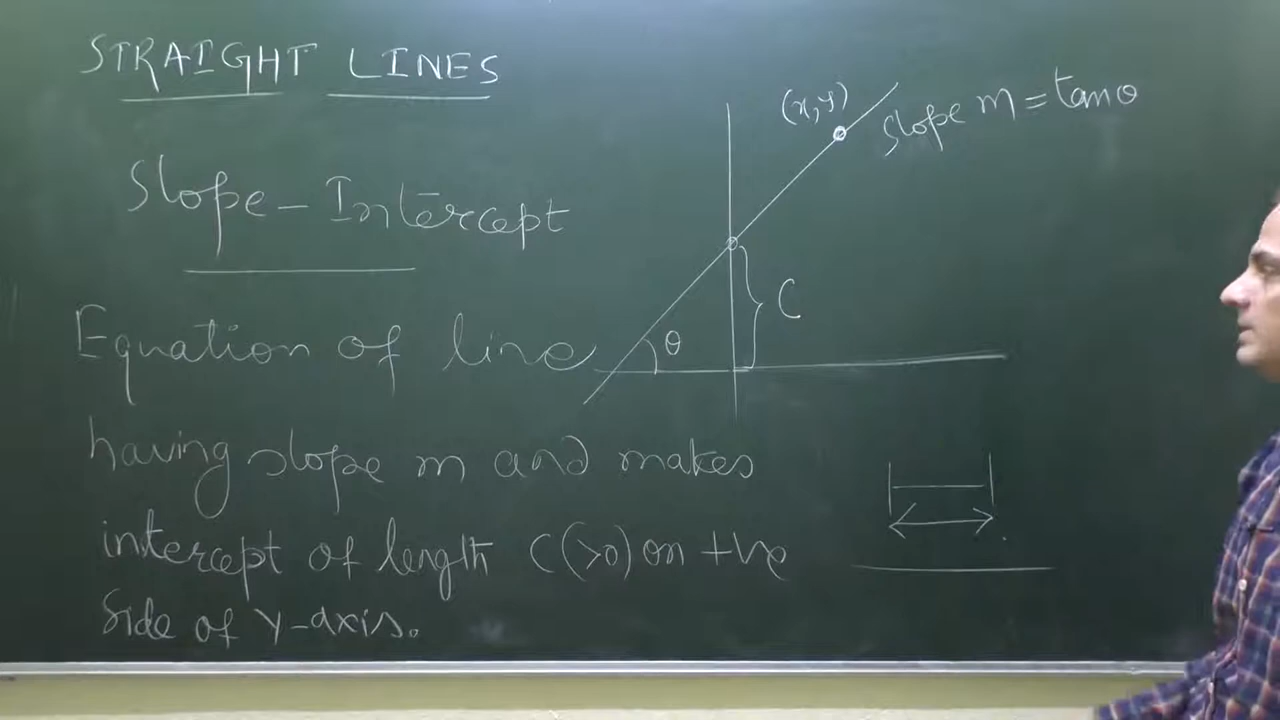 STRAIGHT LINES
Slope-Intercept
Equation of line
having slope m and makes
intercept of length C(>0) on +ve
side of Y-axis.
(x,y)
slope m = tanθ
C
θ